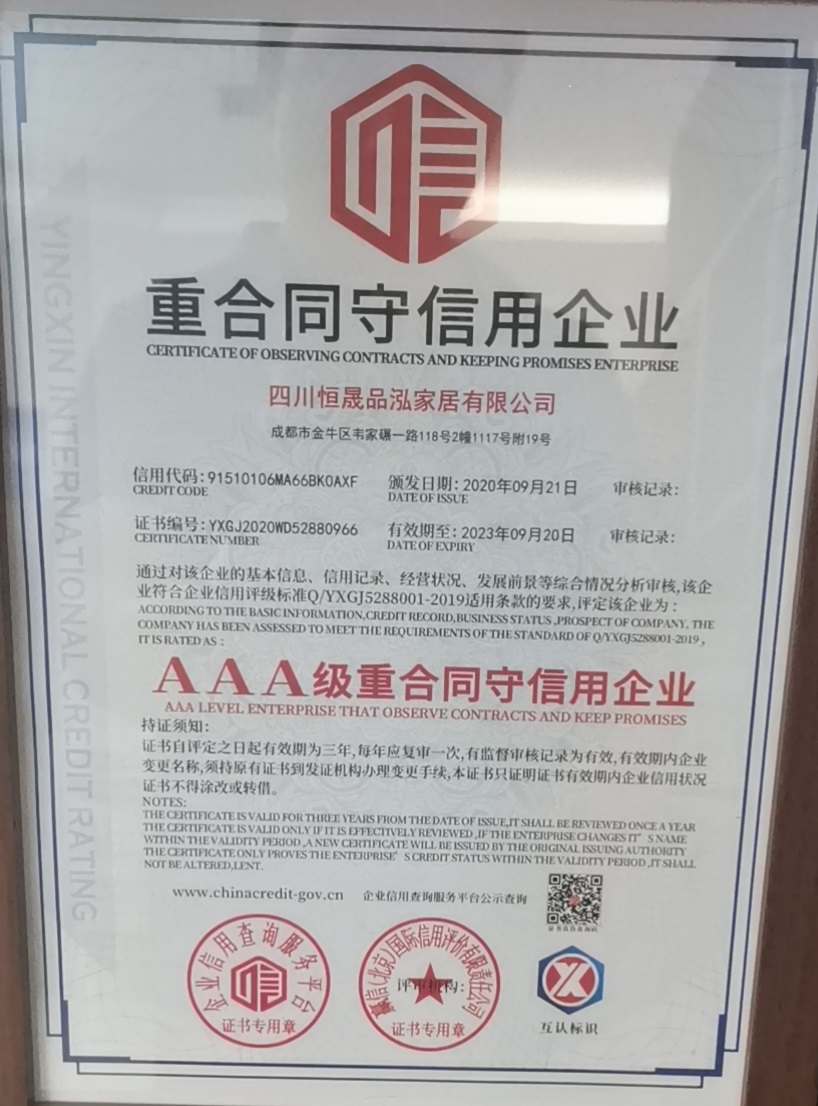 重合同守信用企业
CERTIFICATE OF OBSERVING CONTRACTS AND KEEPING PROMISES ENTERPRISE
四川恒晟品泓家居有限公司
成都市金牛区韦家碾一路118号2幢1117号附19号
信用代码:91510106MA66BK0AXF 颁发日期:2020年09月21日 审核记录:
CREDIT CODE DATE OF ISSUE
证书编号:YXGJ2020WD52880966 有效期至:2023年09月20日 审核记录:
CERTIFICATE NUMBER DATE OF EXPIRY
通过对该企业的基本信息、信用记录、经营状况、发展前景等综合情况分析审核,该企
业符合企业信用评级标准Q/YXGJ5288001-2019适用条款的要求,评定该企业为:
ACCORDING TO THE BASIC INFORMATION,CREDIT RECORD,BUSINESS STATUS ,PROSPECT OF COMPANY, THE
COMPANY HAS BEEN ASSESSED TO MEET THE REQUIREMENTS OF THE STANDARD OF Q/YXGJ5288001-2019 ,
IT IS RATED AS :
AAA级重合同守信用企业
AAA LEVEL ENTERPRISE THAT OBSERVE CONTRACTS AND KEEP PROMISES
持证须知:
证书自评定之日起有效期为三年,每年应复审一次,有监督审核记录为有效,有效期内企业
变更名称,须持原有证书到发证机构办理变更手续,本证书只证明证书有效期内企业信用状况
证书不得涂改或转借。
NOTES:
THE CERTIFICATE IS VALID FOR THREE YEARS FROM THE DATE OF ISSUE,IT SHALL BE REVIEWED ONCE A YEAR
THE CERTIFICATE IS VALID ONLY IF IT IS EFFECTIVELY REVIEWED ,IF THE ENTERPRISE CHANGES IT'S NAME
WITHIN THE VALIDITY PERIOD ,A NEW CERTIFICATE WILL BE ISSUED BY THE ORIGINAL ISSUING AUTHORITY
THE CERTIFICATE ONLY PROVES THE ENTERPRISE'S CREDIT STATUS WITHIN THE VALIDITY PERIOD ,IT SHALL
NOT BE ALTERED,LENT.
www.chinacredit-gov.cn 企业信用查询服务平台公示查询
企业信用查询服务平台
证书专用章
(北京)国际信用评价有限责任公司
评审机构:
证书专用章
互认标识
YINGXIN INTERNATIONAL CREDIT RATING